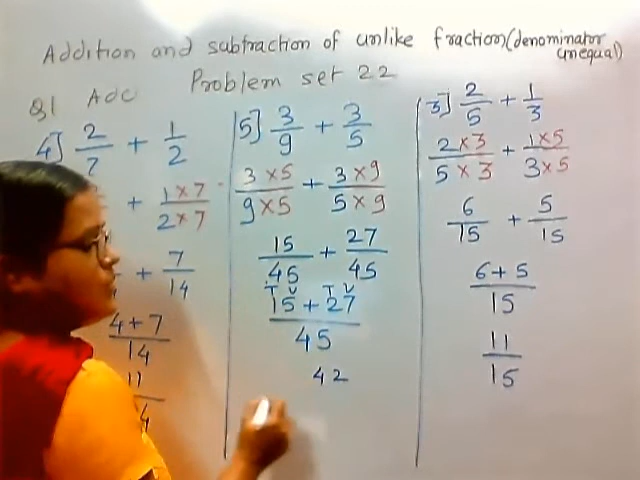 Addition and subtraction of unlike fraction (denominator unequal)
Problem set 22
Q1 Add
4] 2/7 + 1/2
+ 1×7/2×7
+ 7/14
4+7/14
11
4
5] 3/9 + 3/5
3×5/9×5 + 3×9/5×9
15/45 + 27/45
T U T U
15+27/45
42
3] 2/5 + 1/3
2×3/5×3 + 1×5/3×5
6/15 + 5/15
6+5/15
11/15